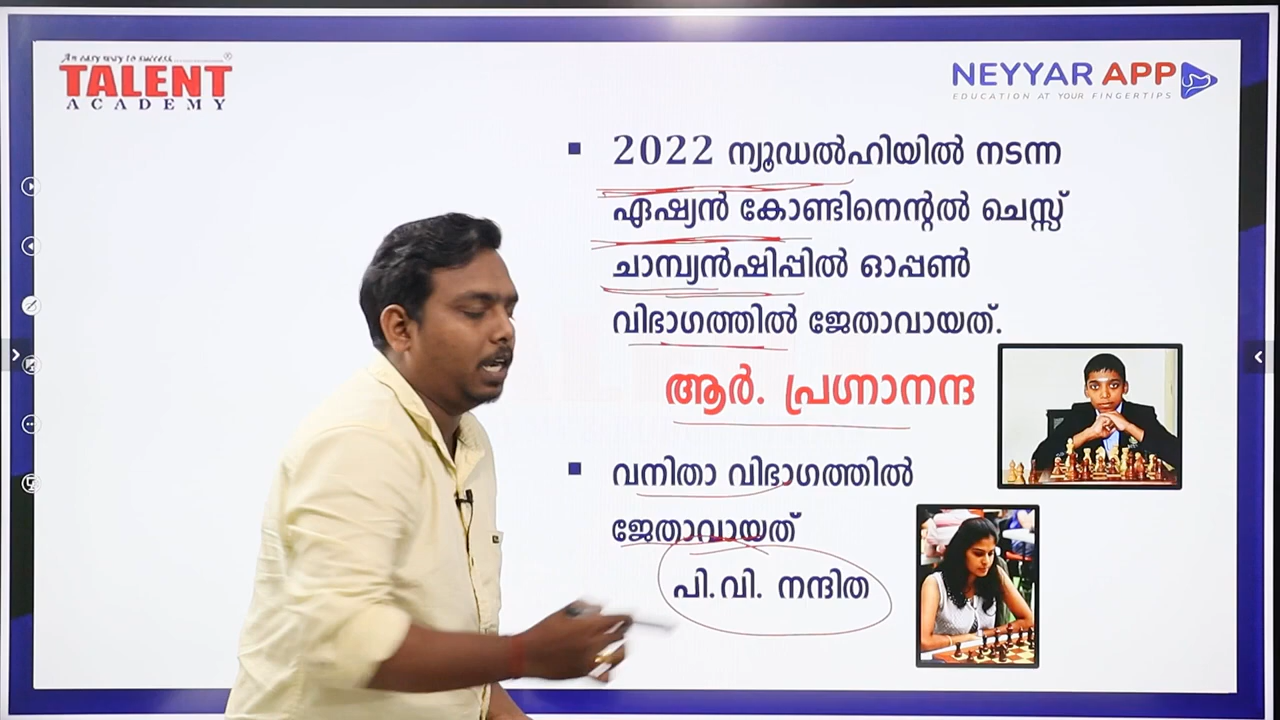 An easy way to success
TALENT
ACADEMY
NEYYAR APP
EDUCATION AT YOUR FINGERTIPS
2022 ന്യൂഡൽഹിയിൽ നടന്ന
ഏഷ്യൻ കോണ്ടിനെന്റൽ ചെസ്സ്
ചാമ്പ്യൻഷിപ്പിൽ ഓപ്പൺ
വിഭാഗത്തിൽ ജേതാവായത്.
ആർ. പ്രഗ്നാനന്ദ
വനിതാ വിഭാഗത്തിൽ
ജേതാവായത്
പി.വി. നന്ദിത